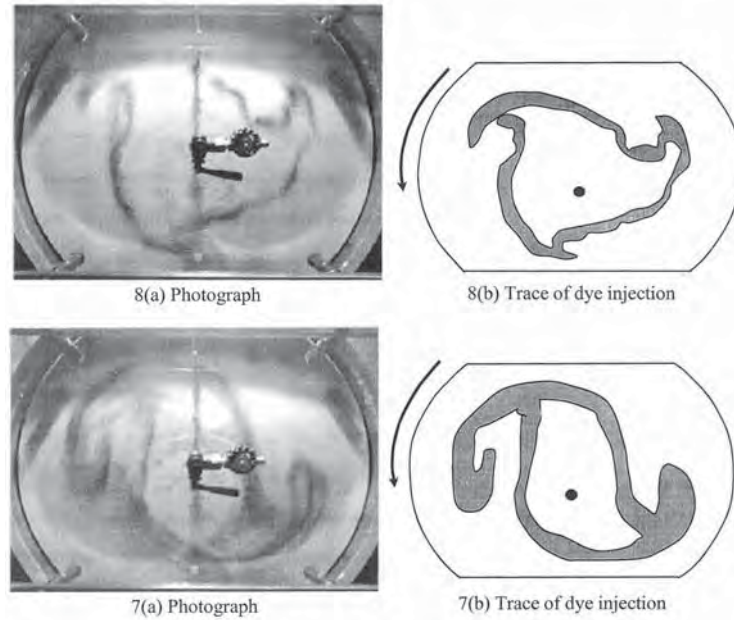 8(a) Photograph
8(b) Trace of dye injection
7(a) Photograph
7(b) Trace of dye injection